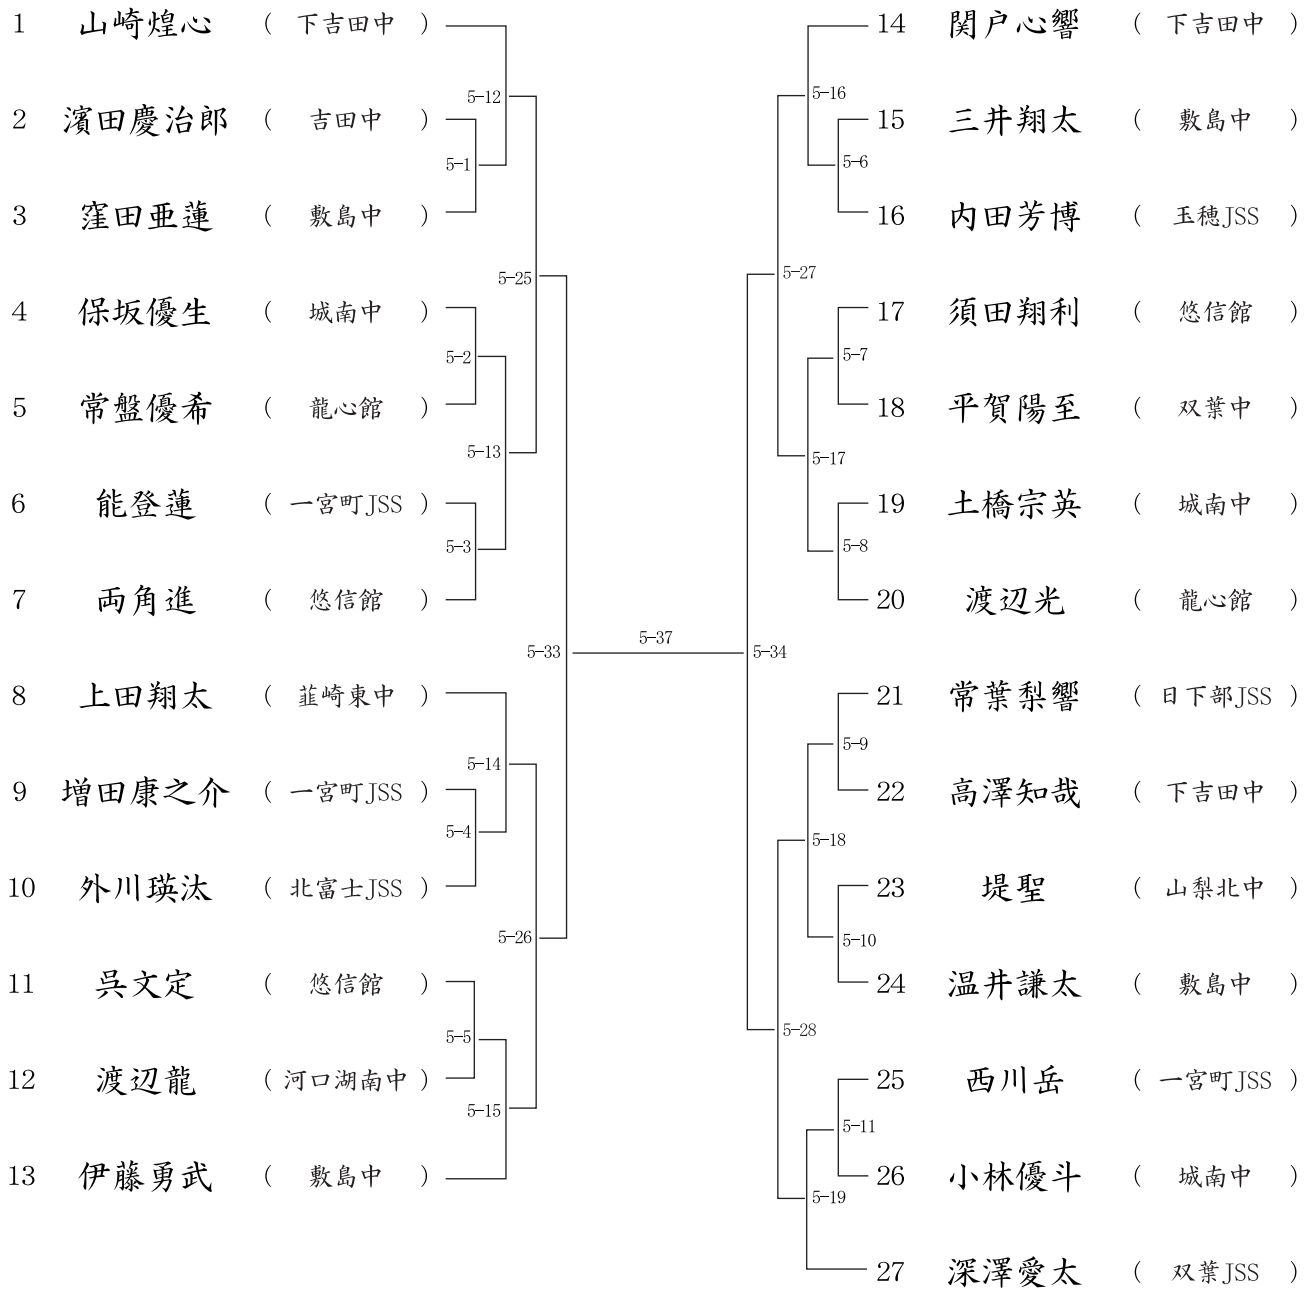 1 山崎煌心 ( 下吉田中 )
2 濱田慶治郎 ( 吉田中 )
3 窪田亜蓮 ( 敷島中 )
4 保坂優生 ( 城南中 )
5 常盤優希 ( 龍心館 )
6 能登蓮 ( 一宮町JSS )
7 両角進 ( 悠信館 )
8 上田翔太 ( 韮崎東中 )
9 増田康之介 ( 一宮町JSS )
10 外川瑛汰 ( 北富士JSS )
11 呉文定 ( 悠信館 )
12 渡辺龍 ( 河口湖南中 )
13 伊藤勇武 ( 敷島中 )
5-12
5-1
5-25
5-2
5-13
5-3
5-33
5-14
5-4
5-26
5-5
5-15
5-37
5-16
5-6
5-27
5-7
5-17
5-8
5-34
5-9
5-18
5-10
5-28
5-11
5-19
14 関戸心響 ( 下吉田中 )
15 三井翔太 ( 敷島中 )
16 内田芳博 ( 玉穂JSS )
17 須田翔利 ( 悠信館 )
18 平賀陽至 ( 双葉中 )
19 土橋宗英 ( 城南中 )
20 渡辺光 ( 龍心館 )
21 常葉梨響 ( 日下部JSS )
22 高澤知哉 ( 下吉田中 )
23 堤聖 ( 山梨北中 )
24 温井謙太 ( 敷島中 )
25 西川岳 ( 一宮町JSS )
26 小林優斗 ( 城南中 )
27 深澤愛太 ( 双葉JSS )